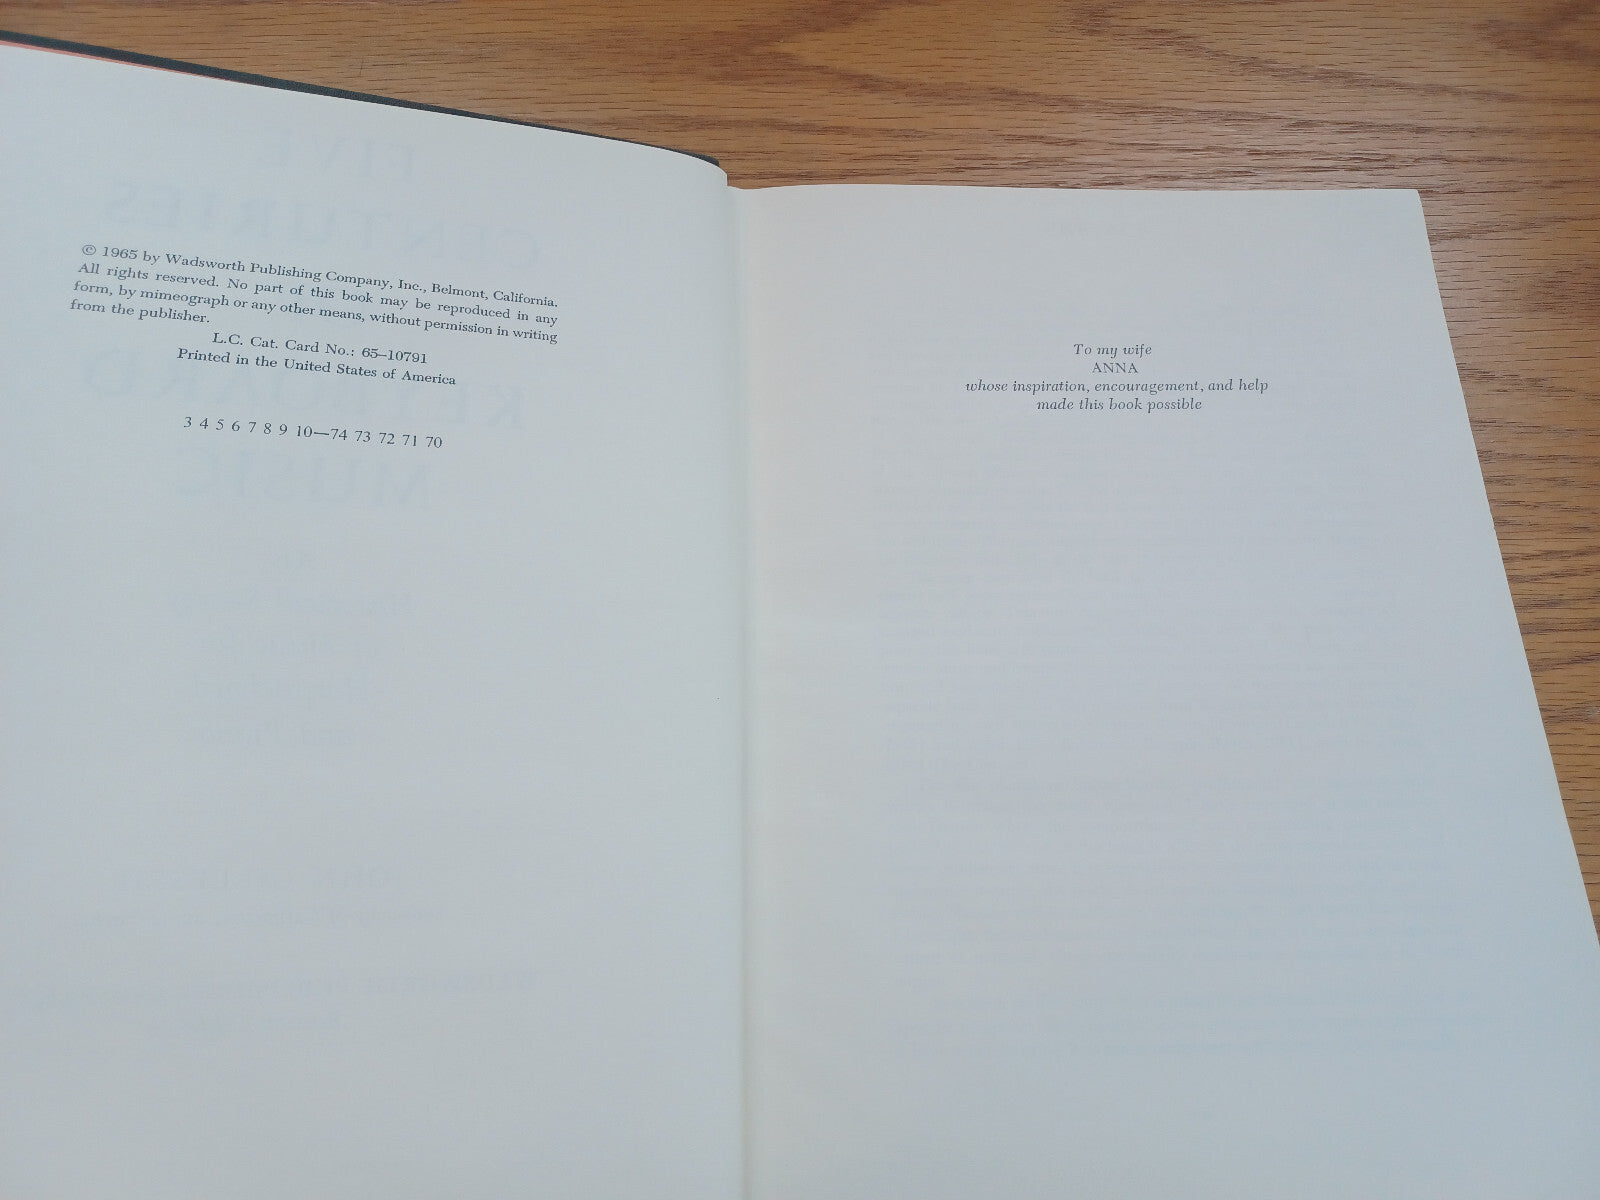 © 1965 by Wadsworth Publishing Company, Inc., Belmont, California.
All rights reserved. No part of this book may be reproduced in any
form, by mimeograph or any other means, without permission in writing
from the publisher.
L.C. Cat. Card No.: 65–10791
Printed in the United States of America
3 4 5 6 7 8 9 10—74 73 72 71 70
To my wife
ANNA
whose inspiration, encouragement, and help
made this book possible